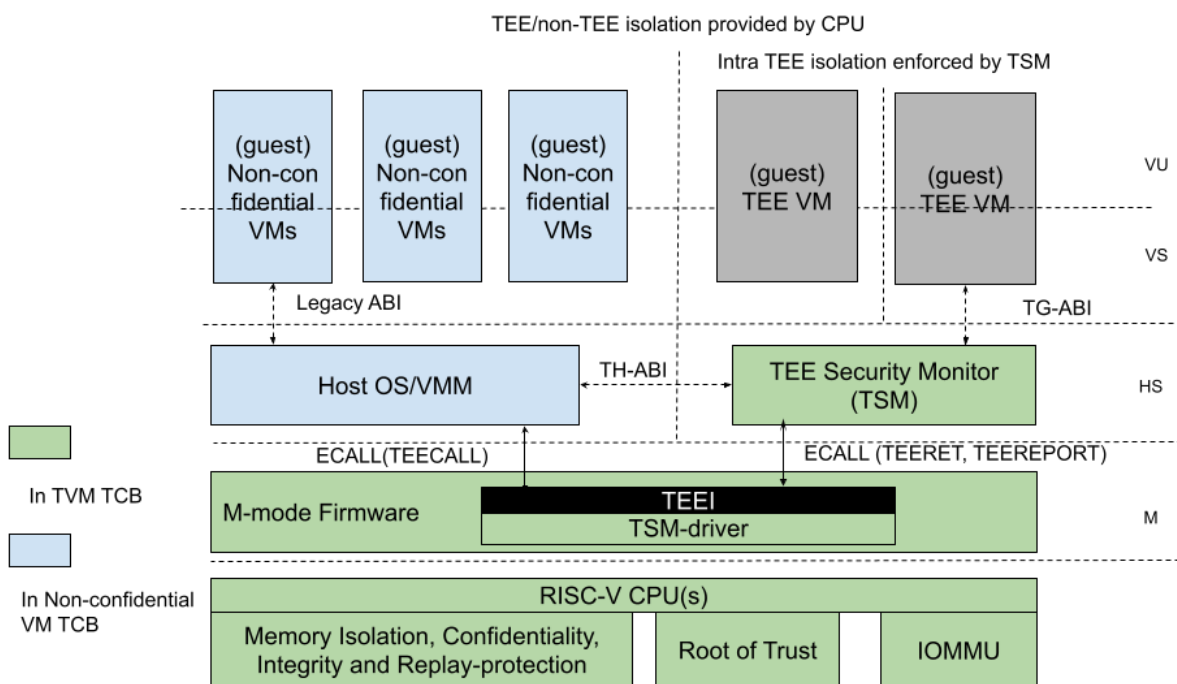 TEE/non-TEE isolation provided by CPU
Intra TEE isolation enforced by TSM
(guest)
Non-con
fidential
VMs
(guest)
Non-con
fidential
VMs
(guest)
Non-con
fidential
VMs
(guest)
TEE VM
(guest)
TEE VM
VU
VS
Legacy ABI
TG-ABI
Host OS/VMM
TH-ABI
TEE Security Monitor
(TSM)
HS
ECALL(TEECALL)
ECALL (TEERET, TEEREPORT)
In TVM TCB
M-mode Firmware
TEEI
TSM-driver
M
In Non-confidential
VM TCB
RISC-V CPU(s)
Memory Isolation, Confidentiality,
Integrity and Replay-protection
Root of Trust
IOMMU